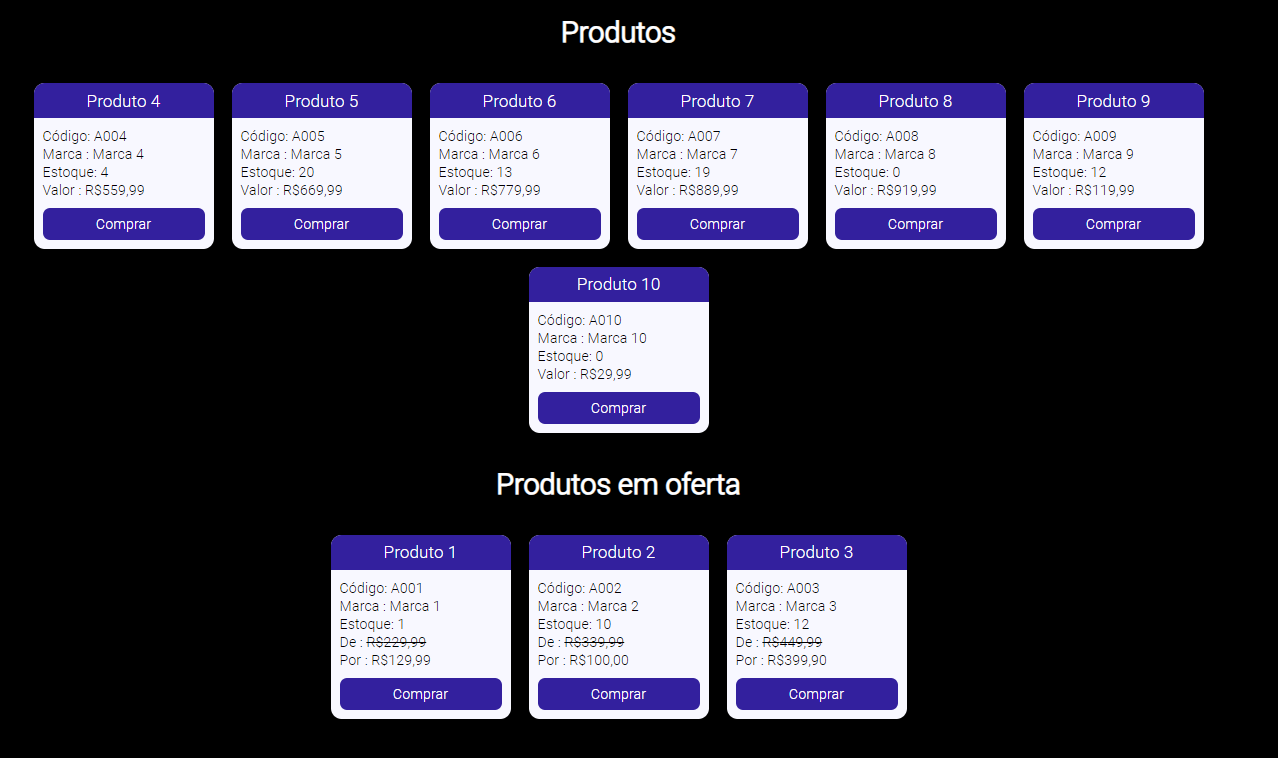 Produtos
Produto 4
Código: A004
Marca : Marca 4
Estoque: 4
Valor : R$559,99
Comprar
Produto 5
Código: A005
Marca : Marca 5
Estoque: 20
Valor : R$669,99
Comprar
Produto 6
Código: A006
Marca : Marca 6
Estoque: 13
Valor : R$779,99
Comprar
Produto 7
Código: A007
Marca : Marca 7
Estoque: 19
Valor : R$889,99
Comprar
Produto 8
Código: A008
Marca : Marca 8
Estoque: 0
Valor : R$919,99
Comprar
Produto 9
Código: A009
Marca : Marca 9
Estoque: 12
Valor : R$119,99
Comprar
Produto 10
Código: A010
Marca : Marca 10
Estoque: 0
Valor : R$29,99
Comprar
Produtos em oferta
Produto 1
Código: A001
Marca : Marca 1
Estoque: 1
De : R$229,99
Por : R$129,99
Comprar
Produto 2
Código: A002
Marca : Marca 2
Estoque: 10
De : R$339,99
Por : R$100,00
Comprar
Produto 3
Código: A003
Marca : Marca 3
Estoque: 12
De : R$449,99
Por : R$399,90
Comprar